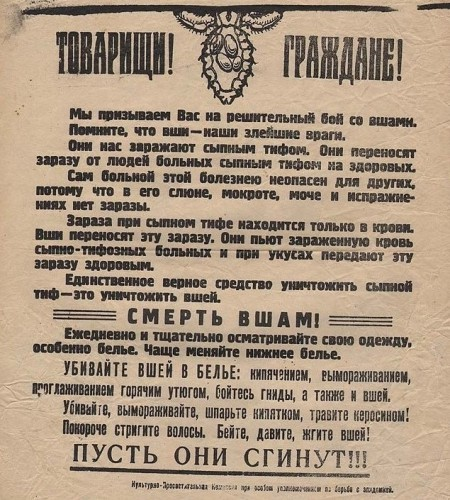 ТОВАРИЩИ! ГРАЖДАНЕ!
Мы призываем Вас на решительный бой со вшами.
Помните, что вши—наши злейшие враги.
Они нас заражают сыпным тифом. Они переносят
заразу от людей больных сыпным тифом на здоровых.
Сам больной этой болезнею неопасен для других,
потому что в его слюне, мокроте, моче и испражне-
ниях нет заразы.
Зараза при сыпном тифе находится только в крови.
Вши переносят эту заразу. Они пьют зараженную кровь
сыпно-тифозных больных и при укусах передают эту
заразу здоровым.
Единственное верное средство уничтожить сыпной
тиф—это уничтожить вшей.
СМЕРТЬ ВШАМ!
Ежедневно и тщательно осматривайте свою одежду,
особенно белье. Чаще меняйте нижнее белье.
УБИВАЙТЕ ВШЕЙ В БЕЛЬЕ: кипячением, вымораживанием,
проглаживанием горячим утюгом, бойтесь гниды, а также и вшей.
Убивайте, вымораживайте, шпарьте кипятком, травите керосином!
Покороче стригите волосы. Бейте, давите, жгите вшей!
ПУСТЬ ОНИ СГИНУТ!!!
Культурно-Просветительная Комиссия при особом уполномоченном по борьбе с эпидемией.